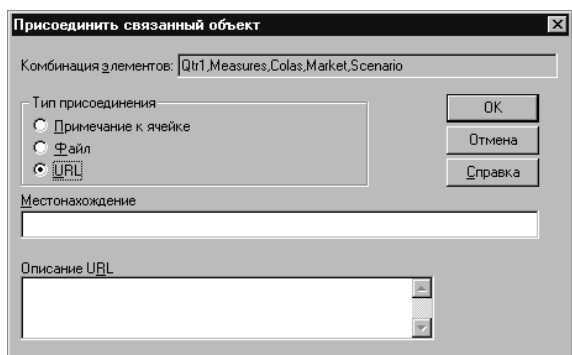 Присоединить связанный объект
Комбинация элементов: Qtr1,Measures,Colas,Market,Scenario
Тип присоединения
Примечание к ячейке
Файл
URL
OK
Отмена
Справка
Местонахождение
Описание URL